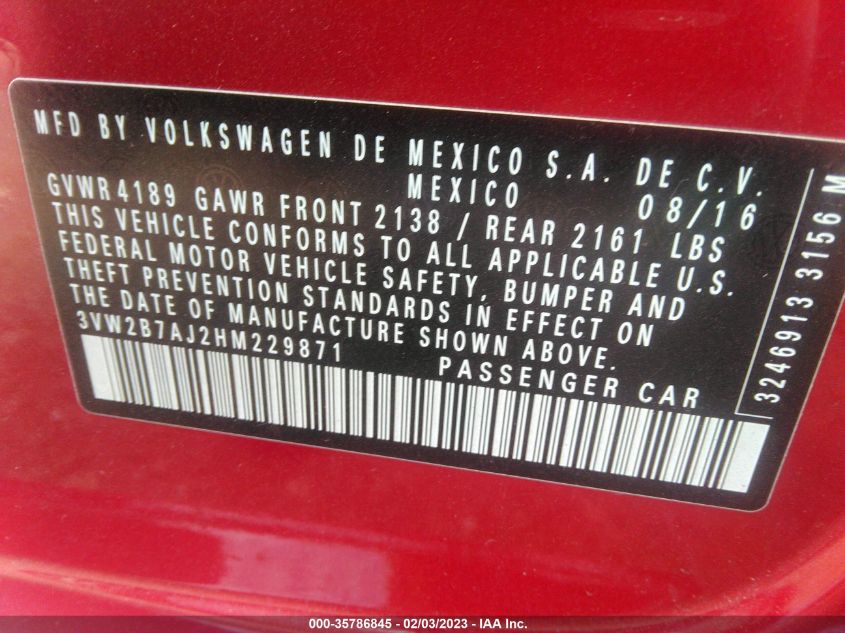 MFD BY VOLKSWAGEN DE MEXICO S.A. DE C.V.
MEXICO 08/16
GVWR 4189 GAWR FRONT 2138 / REAR 2161 LBS
THIS VEHICLE CONFORMS TO ALL APPLICABLE U.S.
FEDERAL MOTOR VEHICLE SAFETY, BUMPER AND
THEFT PREVENTION STANDARDS IN EFFECT ON
THE DATE OF MANUFACTURE SHOWN ABOVE.
3VW2B7AJ2HM229871 PASSENGER CAR
3246913 3156 M
000-35786845 - 02/03/2023 - IAA Inc.